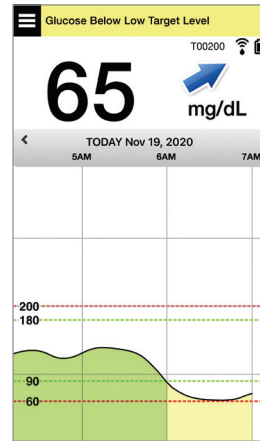 Glucose Below Low Target Level
T00200
65
mg/dL
TODAY Nov 19, 2020
5AM 6AM 7AM
200
180
90
60